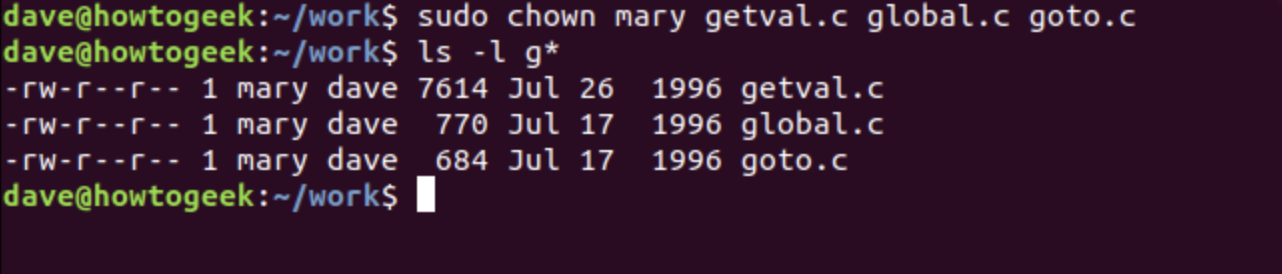 dave@howtogeek:~/work$ sudo chown mary getval.c global.c goto.c
dave@howtogeek:~/work$ ls -l g*
-rw-r--r-- 1 mary dave 7614 Jul 26  1996 getval.c
-rw-r--r-- 1 mary dave  770 Jul 17  1996 global.c
-rw-r--r-- 1 mary dave  684 Jul 17  1996 goto.c
dave@howtogeek:~/work$